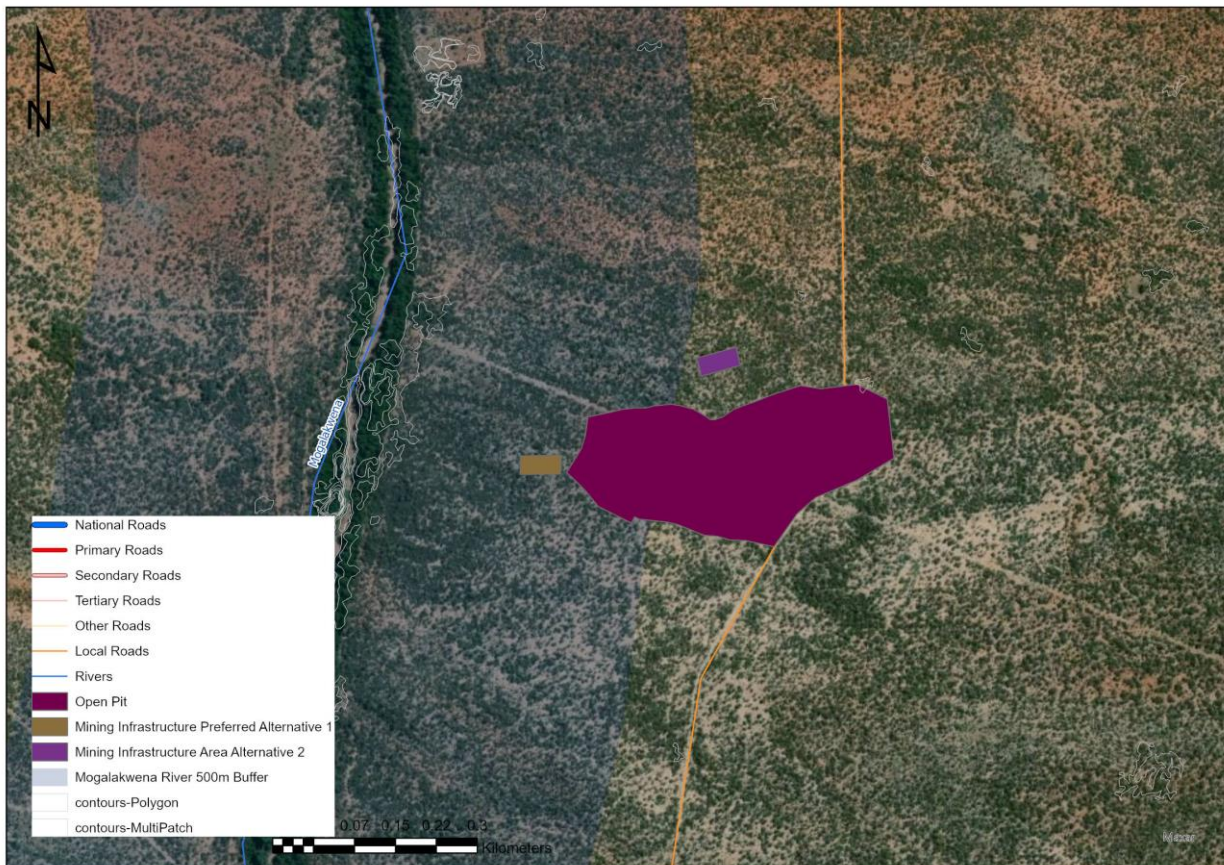 N
Mogalakwena
National Roads
Primary Roads
Secondary Roads
Tertiary Roads
Other Roads
Local Roads
Rivers
Open Pit
Mining Infrastructure Preferred Alternative 1
Mining Infrastructure Area Alternative 2
Mogalakwena River 500m Buffer
contours-Polygon
contours-MultiPatch
0.07 0.15 0.22 0.3
Kilometers
Maxar